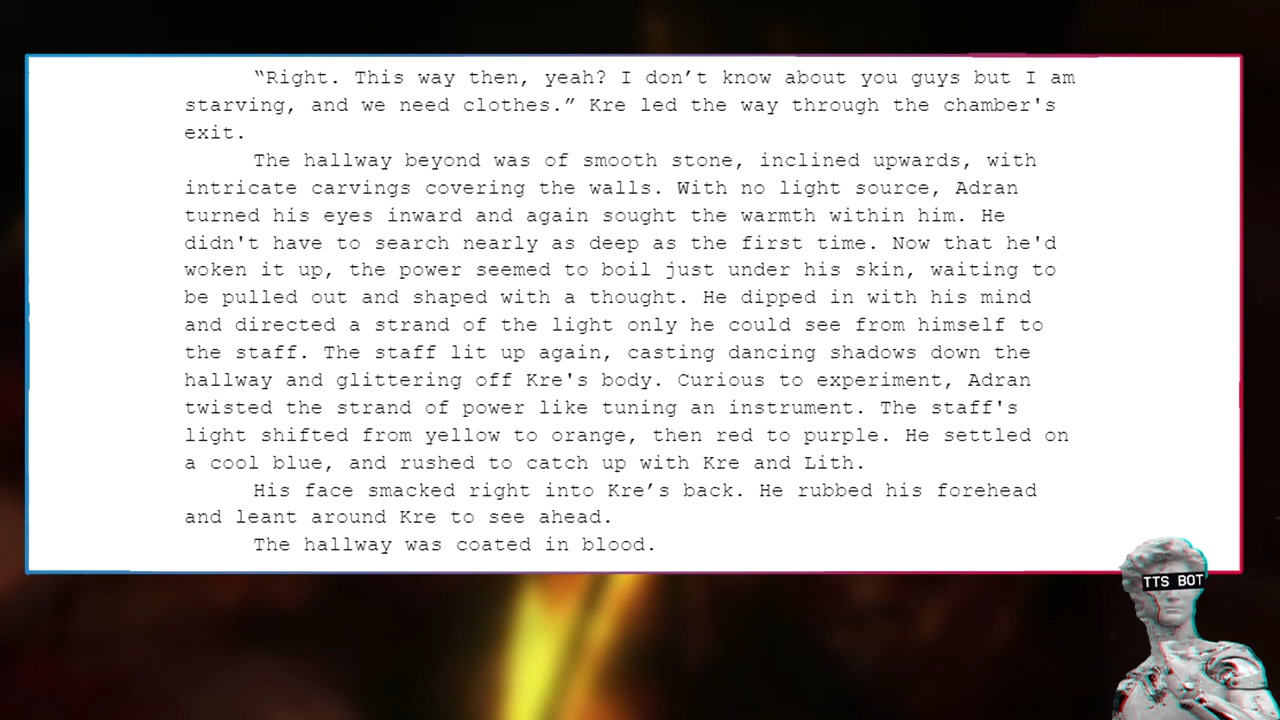 “Right. This way then, yeah? I don’t know about you guys but I am
starving, and we need clothes.” Kre led the way through the chamber's
exit.
The hallway beyond was of smooth stone, inclined upwards, with
intricate carvings covering the walls. With no light source, Adran
turned his eyes inward and again sought the warmth within him. He
didn't have to search nearly as deep as the first time. Now that he'd
woken it up, the power seemed to boil just under his skin, waiting to
be pulled out and shaped with a thought. He dipped in with his mind
and directed a strand of the light only he could see from himself to
the staff. The staff lit up again, casting dancing shadows down the
hallway and glittering off Kre's body. Curious to experiment, Adran
twisted the strand of power like tuning an instrument. The staff's
light shifted from yellow to orange, then red to purple. He settled on
a cool blue, and rushed to catch up with Kre and Lith.
His face smacked right into Kre’s back. He rubbed his forehead
and leant around Kre to see ahead.
The hallway was coated in blood.
TTS BOT